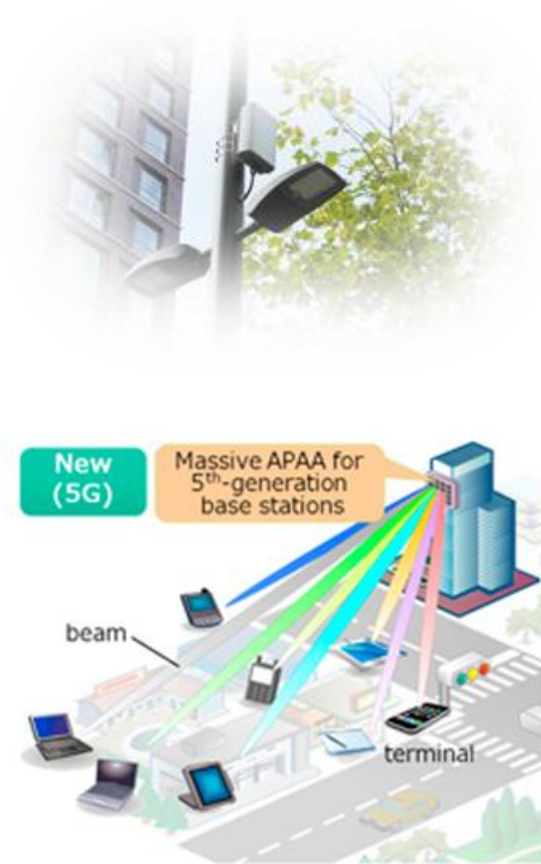 New
(5G)
Massive APAA for
5th-generation
base stations
beam
terminal